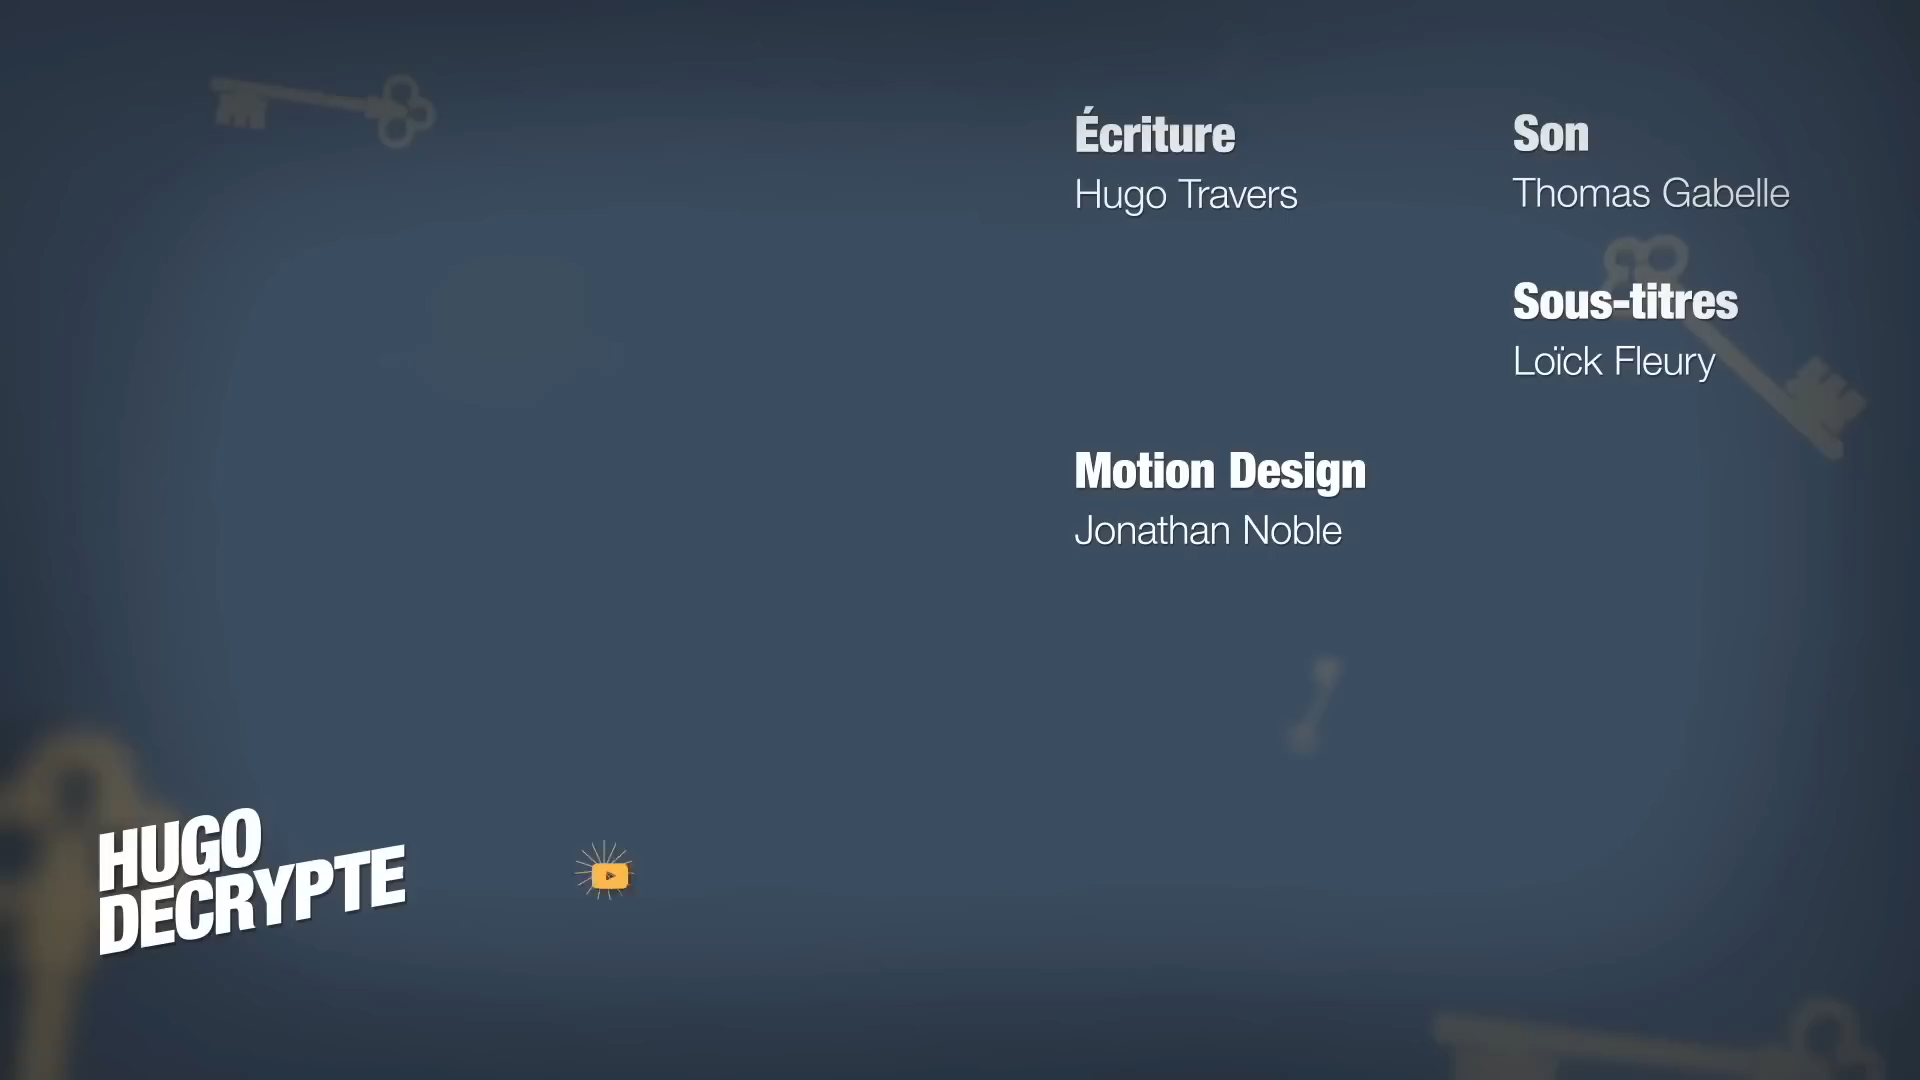 Écriture
Hugo Travers
Son
Thomas Gabelle
Sous-titres
Loïck Fleury
Motion Design
Jonathan Noble
HUGO
DECRYPTE